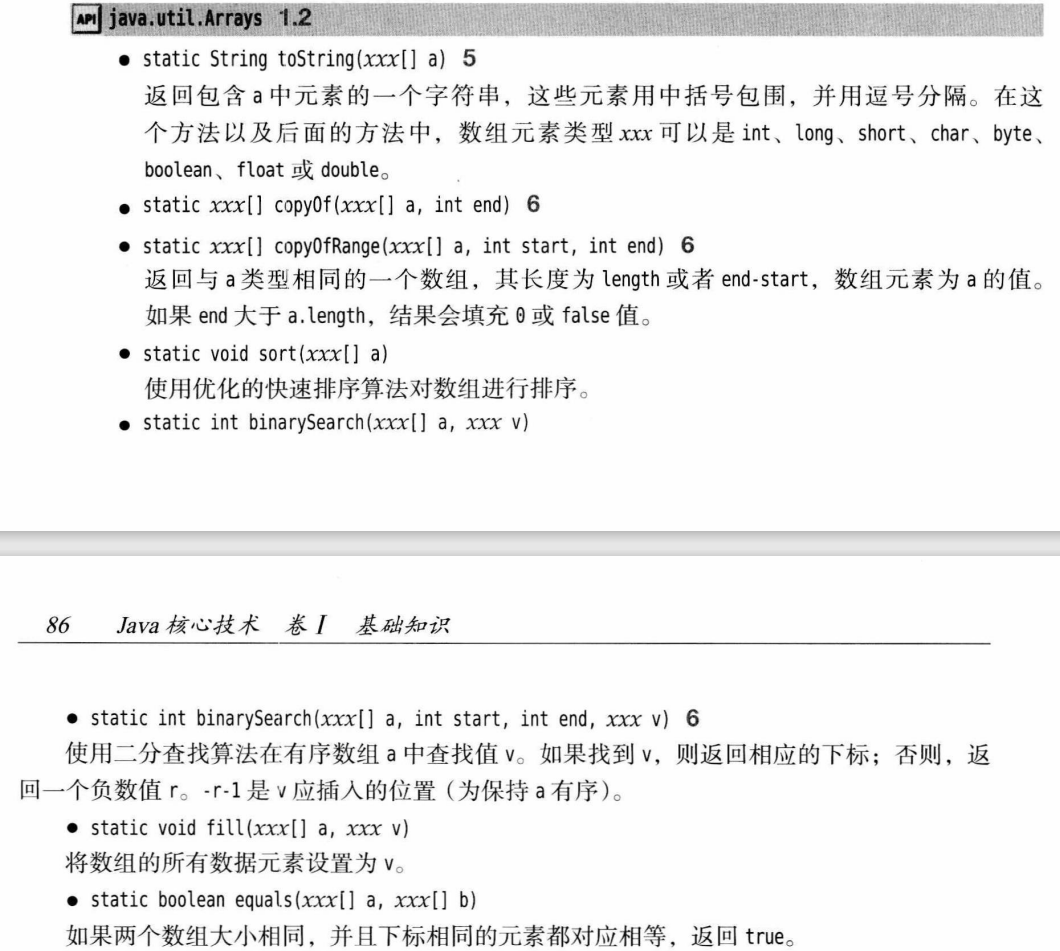 API java.util.Arrays 1.2
● static String toString(xxx[] a) 5
返回包含 a 中元素的一个字符串，这些元素用中括号包围，并用逗号分隔。在这
个方法以及后面的方法中，数组元素类型 xxx 可以是 int、long、short、char、byte、
boolean、float 或 double。
● static xxx[] copyOf(xxx[] a, int end) 6
● static xxx[] copyOfRange(xxx[] a, int start, int end) 6
返回与 a 类型相同的一个数组，其长度为 length 或者 end-start，数组元素为 a 的值。
如果 end 大于 a.length，结果会填充 0 或 false 值。
● static void sort(xxx[] a)
使用优化的快速排序算法对数组进行排序。
● static int binarySearch(xxx[] a, xxx v)
86 Java 核心技术 卷 I 基础知识
● static int binarySearch(xxx[] a, int start, int end, xxx v) 6
使用二分查找算法在有序数组 a 中查找值 v。如果找到 v，则返回相应的下标；否则，返
回一个负数值 r。-r-1 是 v 应插入的位置（为保持 a 有序）。
● static void fill(xxx[] a, xxx v)
将数组的所有数据元素设置为 v。
● static boolean equals(xxx[] a, xxx[] b)
如果两个数组大小相同，并且下标相同的元素都对应相等，返回 true。